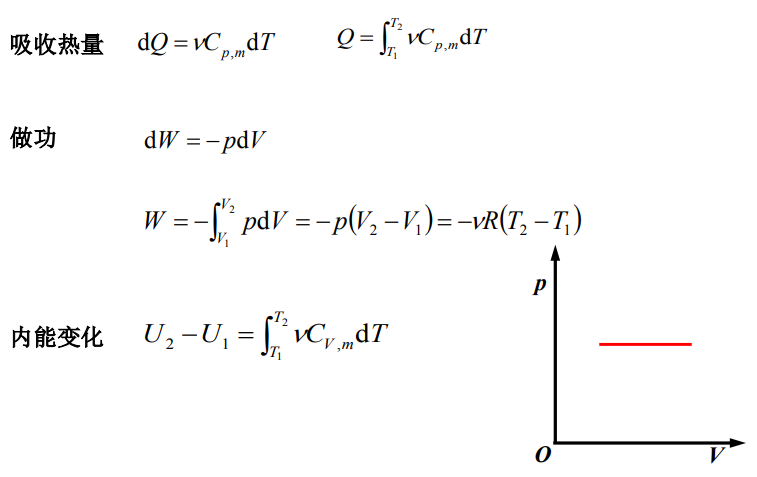 吸收热量 dQ = νC_{p,m}dT Q = ∫_{T_1}^{T_2} νC_{p,m}dT
做功 dW = −pdV
W = −∫_{V_1}^{V_2} pdV = −p(V_2 − V_1) = −νR(T_2 − T_1)
p
内能变化 U_2 − U_1 = ∫_{T_1}^{T_2} νC_{V,m}dT
O V